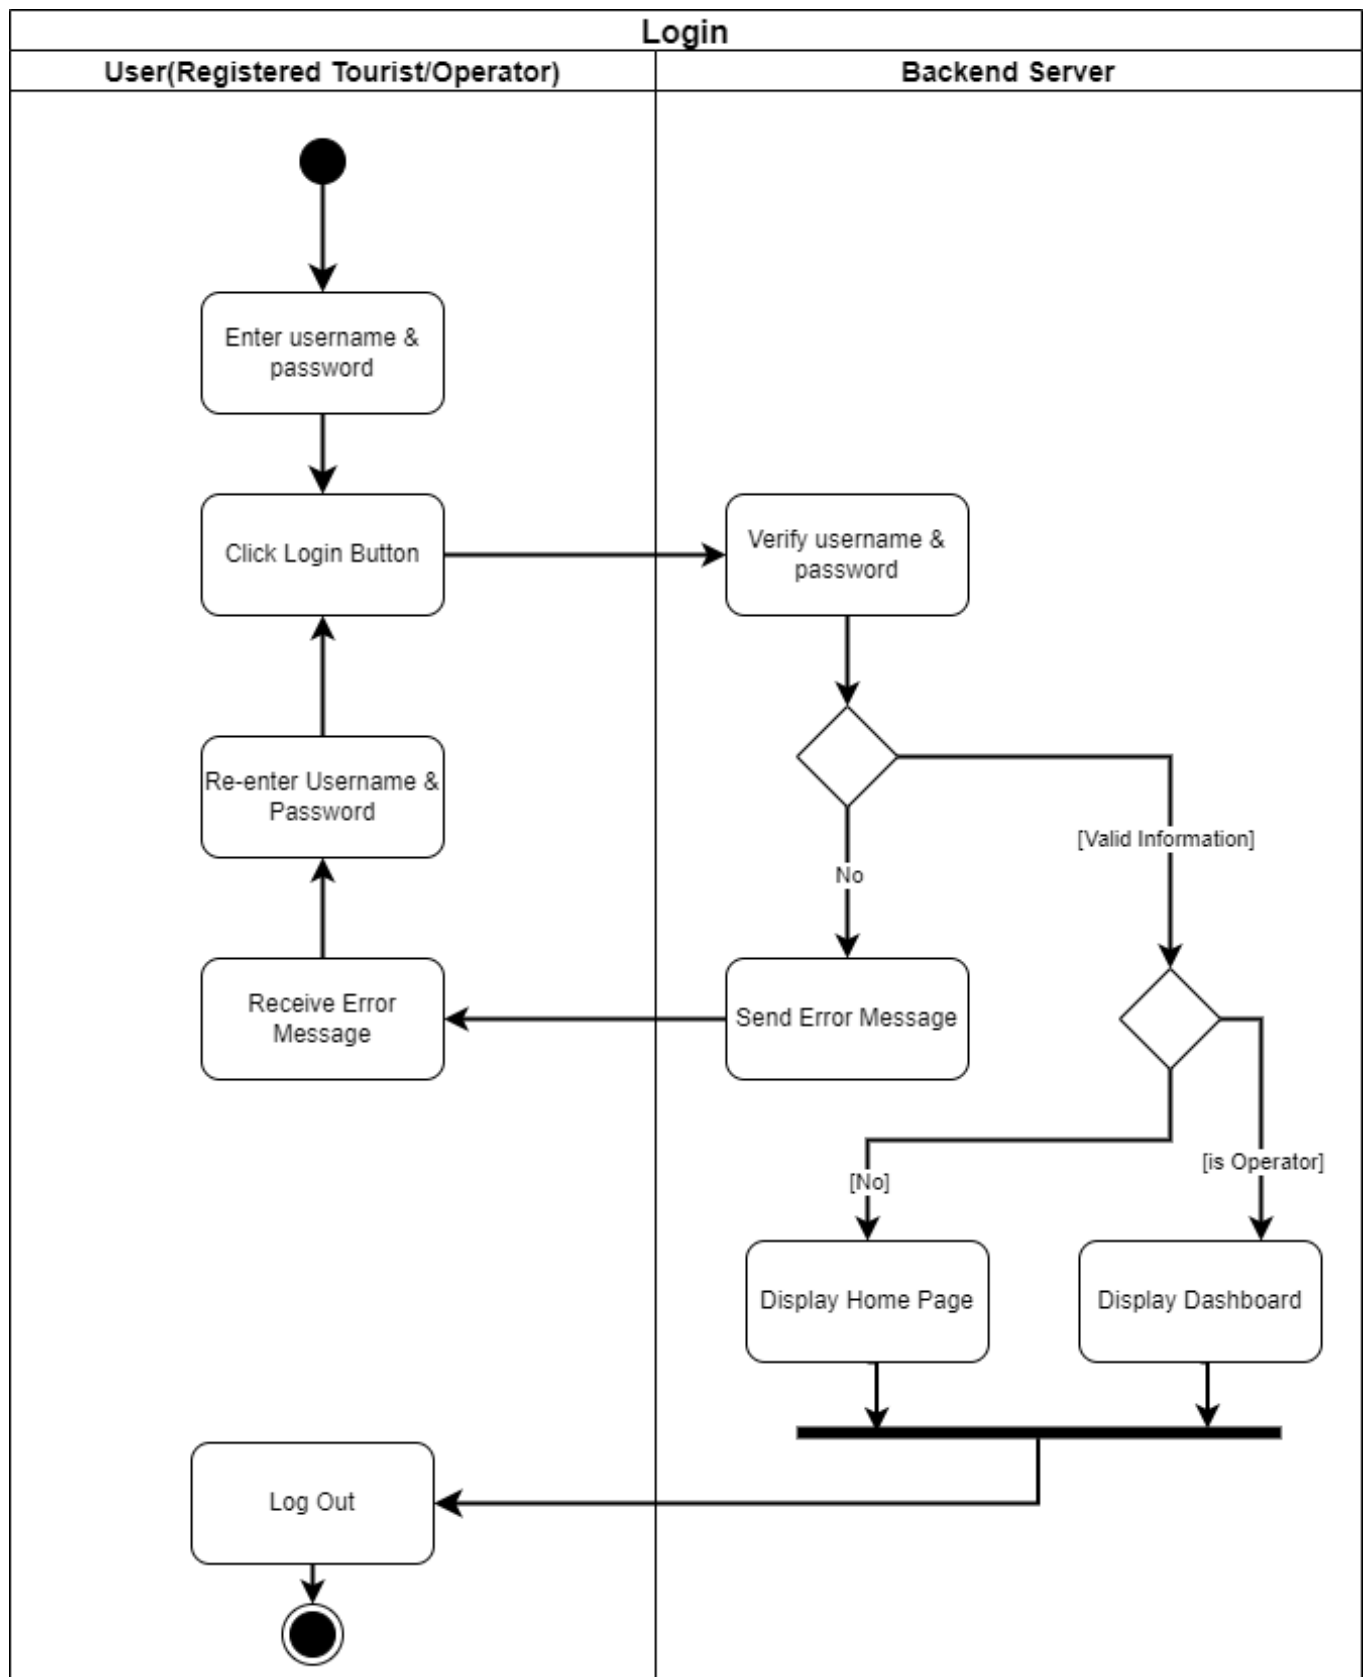 Login
User(Registered Tourist/Operator)
Backend Server
Enter username &
password
Click Login Button
Verify username &
password
Re-enter Username &
Password
[Valid Information]
No
Receive Error
Message
Send Error Message
[is Operator]
[No]
Display Home Page
Display Dashboard
Log Out